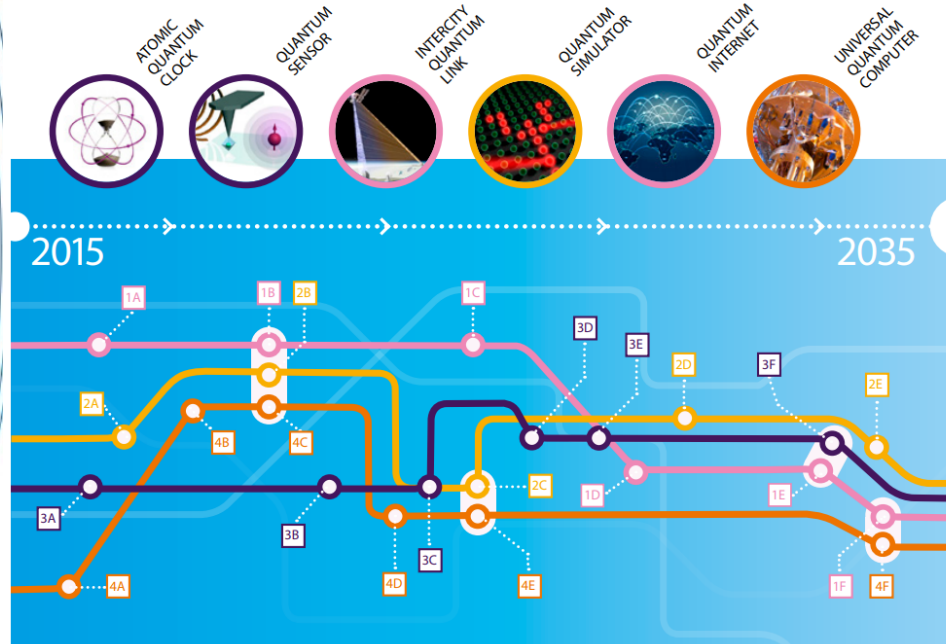 ATOMIC
QUANTUM
CLOCK
QUANTUM
SENSOR
INTERCITY
QUANTUM
LINK
QUANTUM
SIMULATOR
QUANTUM
INTERNET
UNIVERSAL
QUANTUM
COMPUTER
2015
2035
1A
1B
2B
1C
3D
3E
2D
3F
2E
2A
4B
4C
2C
1D
1E
3A
3B
3C
4A
4D
4E
1F
4F